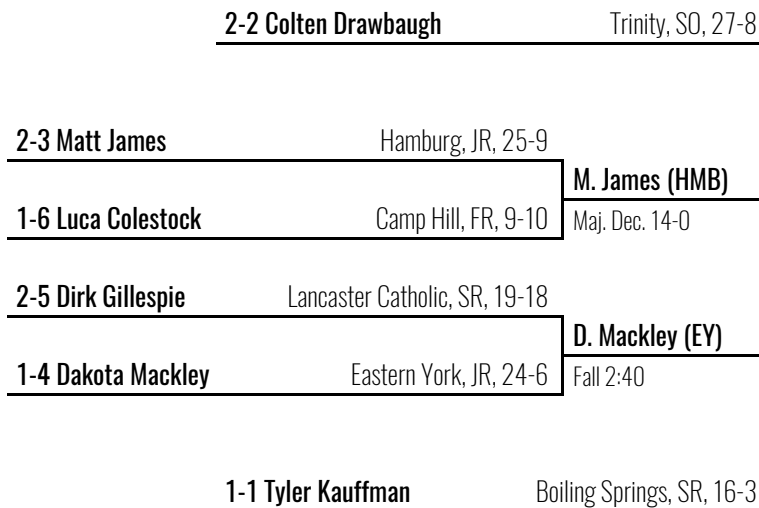 2-2 Colten Drawbaugh Trinity, SO, 27-8
2-3 Matt James Hamburg, JR, 25-9
M. James (HMB)
1-6 Luca Colestock Camp Hill, FR, 9-10
Maj. Dec. 14-0
2-5 Dirk Gillespie Lancaster Catholic, SR, 19-18
D. Mackley (EY)
1-4 Dakota Mackley Eastern York, JR, 24-6
Fall 2:40
1-1 Tyler Kauffman Boiling Springs, SR, 16-3